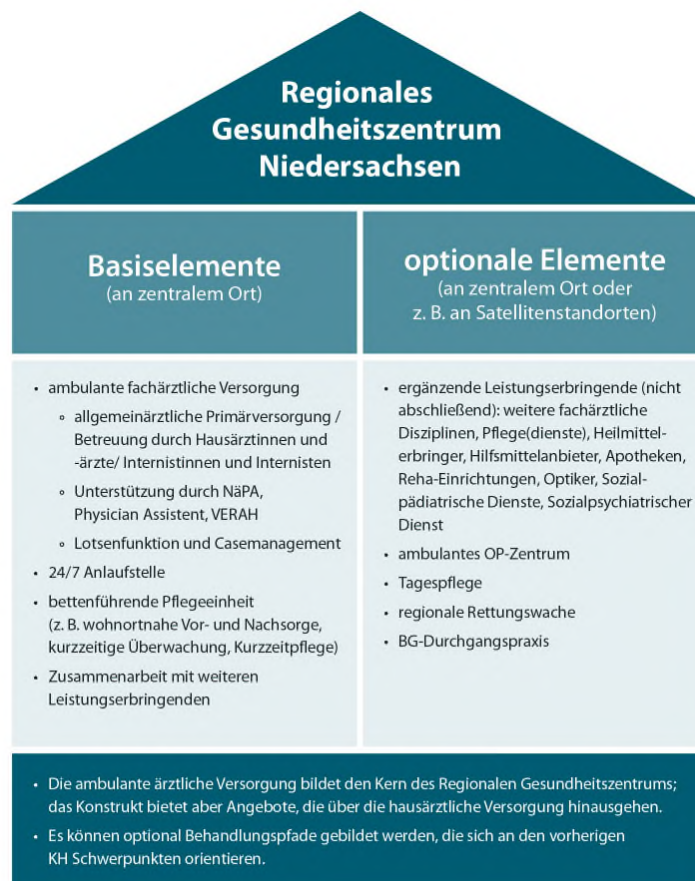 Regionales
Gesundheitszentrum
Niedersachsen
Basiselemente
(an zentralem Ort)
optionale Elemente
(an zentralem Ort oder
z. B. an Satellitenstandorten)
• ambulante fachärztliche Versorgung
∘ allgemeinärztliche Primärversorgung /
Betreuung durch Hausärztinnen und
-ärzte/ Internistinnen und Internisten
∘ Unterstützung durch NäPA,
Physician Assistent, VERAH
∘ Lotsenfunktion und Casemanagement
• 24/7 Anlaufstelle
• bettenführende Pflegeeinheit
(z. B. wohnortnahe Vor- und Nachsorge,
kurzzeitige Überwachung, Kurzzeitpflege)
• Zusammenarbeit mit weiteren
Leistungserbringenden
• ergänzende Leistungserbringende (nicht
abschließend): weitere fachärztliche
Disziplinen, Pflege(dienste), Heilmittel-
erbringer, Hilfsmittelanbieter, Apotheken,
Reha-Einrichtungen, Optiker, Sozial-
pädiatrische Dienste, Sozialpsychiatrischer
Dienst
• ambulantes OP-Zentrum
• Tagespflege
• regionale Rettungswache
• BG-Durchgangspraxis
• Die ambulante ärztliche Versorgung bildet den Kern des Regionalen Gesundheitszentrums;
das Konstrukt bietet aber Angebote, die über die hausärztliche Versorgung hinausgehen.
• Es können optional Behandlungspfade gebildet werden, die sich an den vorherigen
KH Schwerpunkten orientieren.